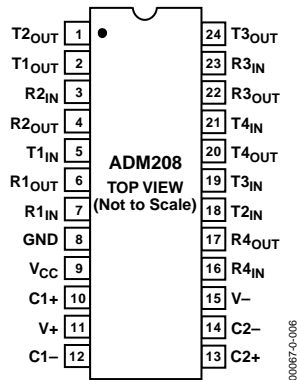 T2OUT 1 24 T3OUT
T1OUT 2 23 R3IN
R2IN 3 22 R3OUT
R2OUT 4 21 T4IN
T1IN 5 20 T4OUT
ADM208
R1OUT 6 19 T3IN
TOP VIEW
(Not to Scale)
R1IN 7 18 T2IN
GND 8 17 R4OUT
VCC 9 16 R4IN
C1+ 10 15 V–
V+ 11 14 C2–
C1– 12 13 C2+
00067-0-006